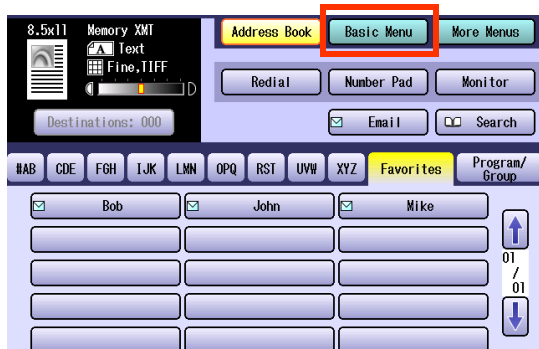 8.5x11 Memory XMT Address Book Basic Menu More Menus
A Text
Fine,TIFF
Redial Number Pad Monitor
D
Destinations: 000 Email Search
#AB CDE FGH IJK LMN OPQ RST UVW XYZ Favorites Program/
Group
Bob John Mike
01
/
01